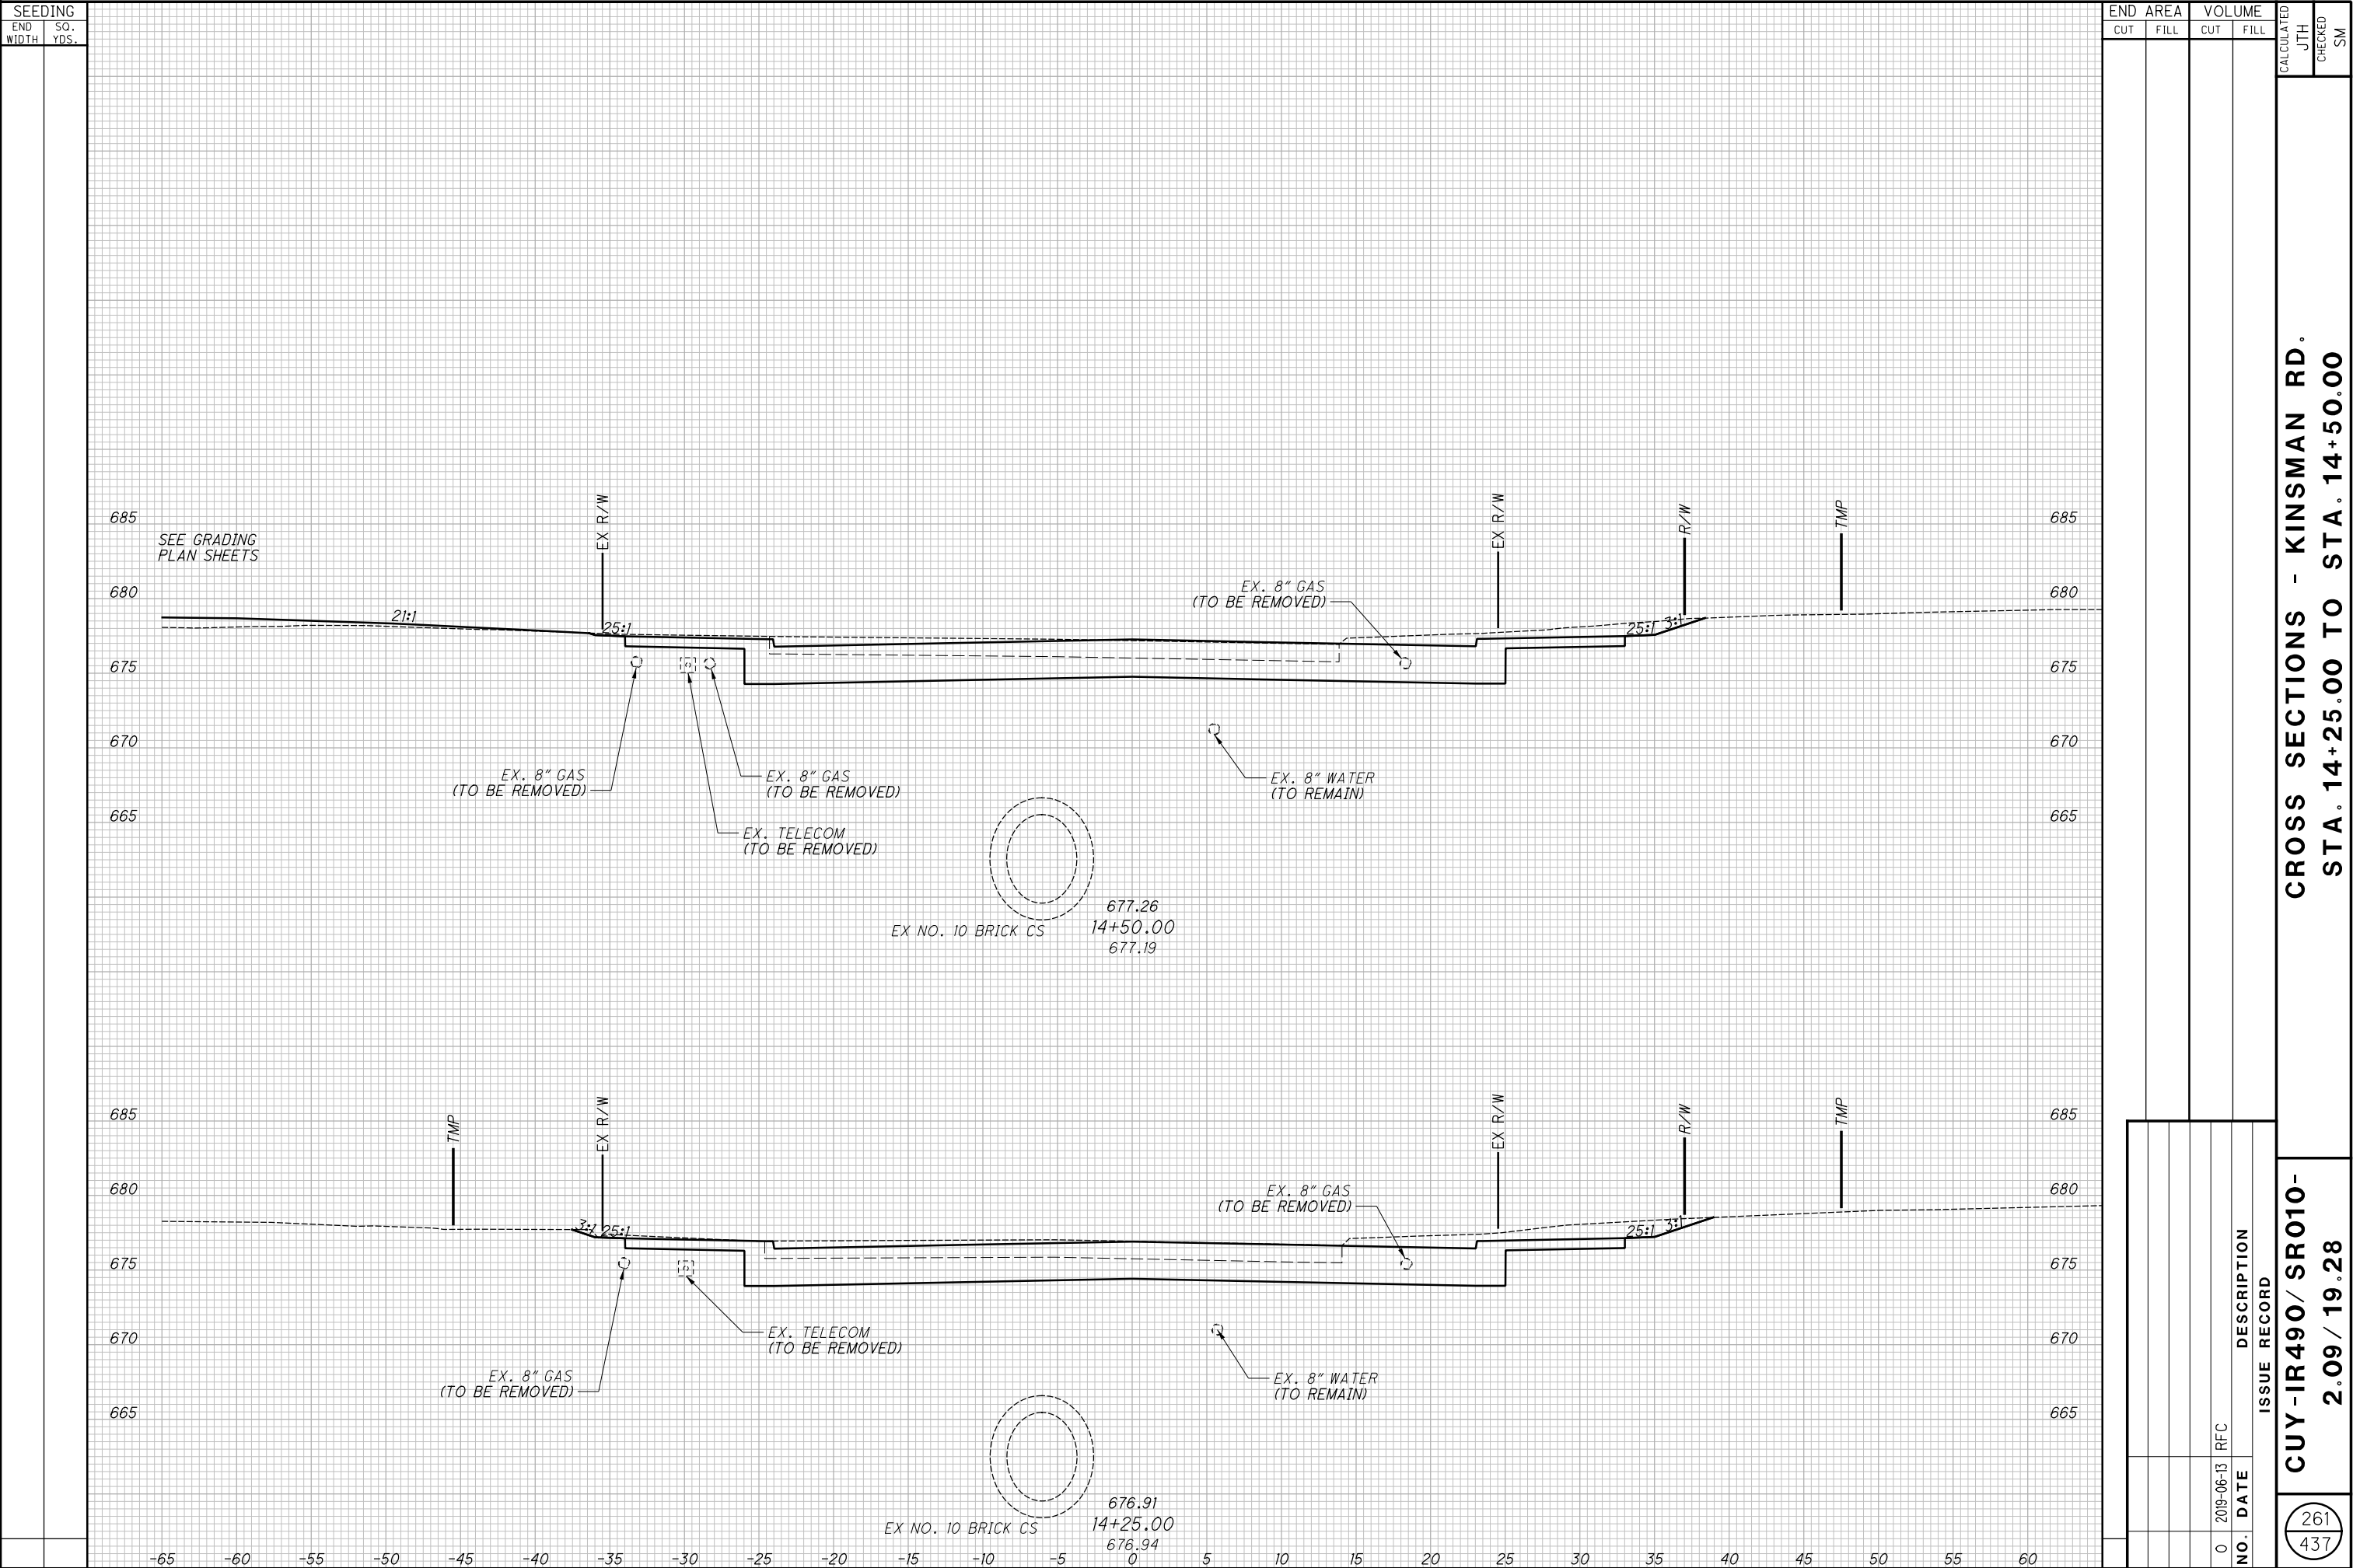 SEEDING
END WIDTH
SQ. YDS.
END AREA
VOLUME
CUT
FILL
CUT
FILL
CALCULATED
JTH
CHECKED
SM
CROSS SECTIONS - KINSMAN RD.
STA. 14+25.00 TO STA. 14+50.00
685
685
680
680
675
675
670
670
665
665
SEE GRADING
PLAN SHEETS
EX R/W
EX R/W
R/W
TMP
21:1
25:1
25:1
3:1
EX. 8" GAS
(TO BE REMOVED)
EX. 8" GAS
(TO BE REMOVED)
EX. 8" GAS
(TO BE REMOVED)
EX. TELECOM
(TO BE REMOVED)
EX. 8" WATER
(TO REMAIN)
EX NO. 10 BRICK CS
677.26
14+50.00
677.19
685
685
680
680
675
675
670
670
665
665
TMP
EX R/W
EX R/W
R/W
TMP
3:1
25:1
25:1
3:1
EX. 8" GAS
(TO BE REMOVED)
EX. TELECOM
(TO BE REMOVED)
EX. 8" GAS
(TO BE REMOVED)
EX. 8" WATER
(TO REMAIN)
EX NO. 10 BRICK CS
676.91
14+25.00
676.94
-65 -60 -55 -50 -45 -40 -35 -30 -25 -20 -15 -10 -5 0 5 10 15 20 25 30 35 40 45 50 55 60
0 2019-06-13 RFC
NO. DATE DESCRIPTION
ISSUE RECORD
CUY-IR490/SR010-
2.09/19.28
261
437